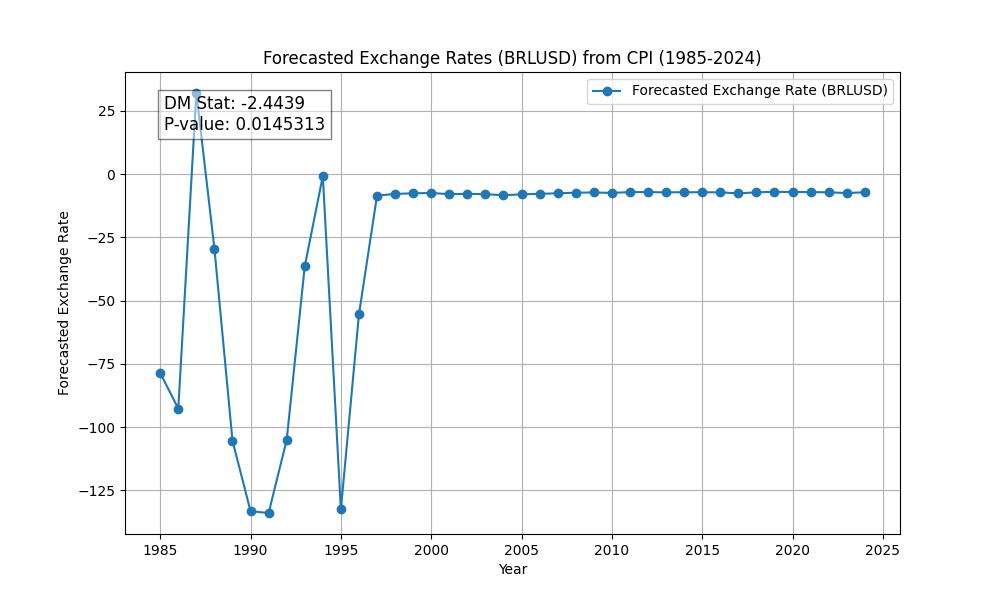 Forecasted Exchange Rates (BRLUSD) from CPI (1985-2024)
DM Stat: -2.4439
P-value: 0.0145313
Forecasted Exchange Rate (BRLUSD)
Forecasted Exchange Rate
25
0
−25
−50
−75
−100
−125
1985 1990 1995 2000 2005 2010 2015 2020 2025
Year